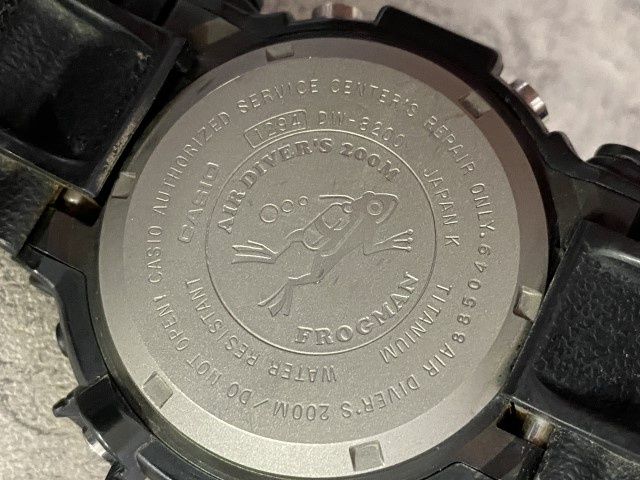 DO NOT OPEN! CASIO AUTHORIZED SERVICE CENTER'S REPAIR ONLY.
885049 AIR DIVER'S 200M/
CASIO 1294 DW-8200 JAPAN K
TITANIUM WATER RESISTANT
AIR DIVER'S 200M
FROGMAN